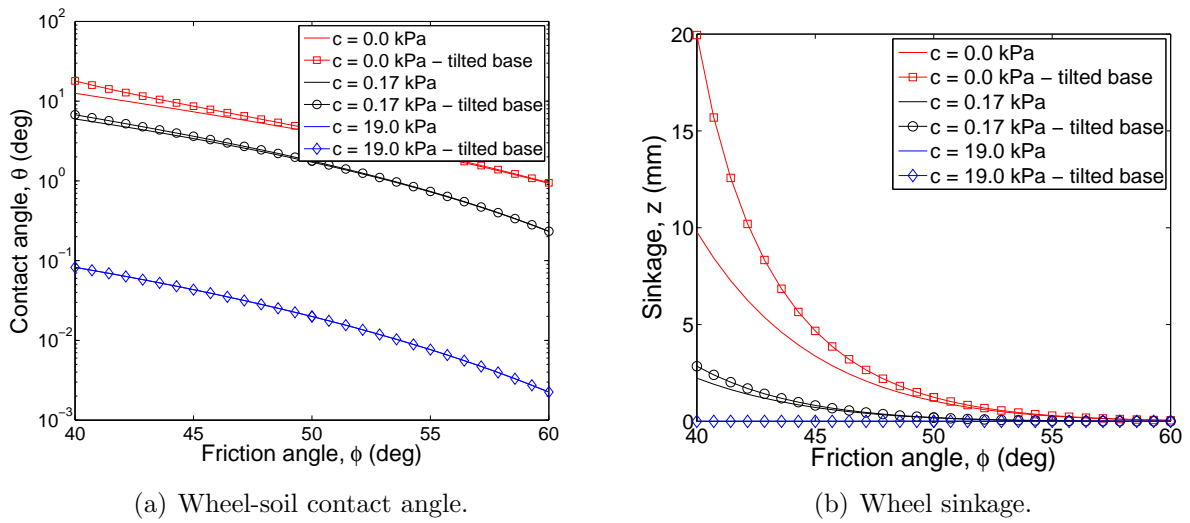 10^2
10^1
10^0
10^-1
10^-2
10^-3
Contact angle, θ (deg)
40
45
50
55
60
Friction angle, ϕ (deg)
c = 0.0 kPa
c = 0.0 kPa – tilted base
c = 0.17 kPa
c = 0.17 kPa – tilted base
c = 19.0 kPa
c = 19.0 kPa – tilted base
(a) Wheel-soil contact angle.
20
15
10
5
0
Sinkage, z (mm)
40
45
50
55
60
Friction angle, ϕ (deg)
c = 0.0 kPa
c = 0.0 kPa – tilted base
c = 0.17 kPa
c = 0.17 kPa – tilted base
c = 19.0 kPa
c = 19.0 kPa – tilted base
(b) Wheel sinkage.